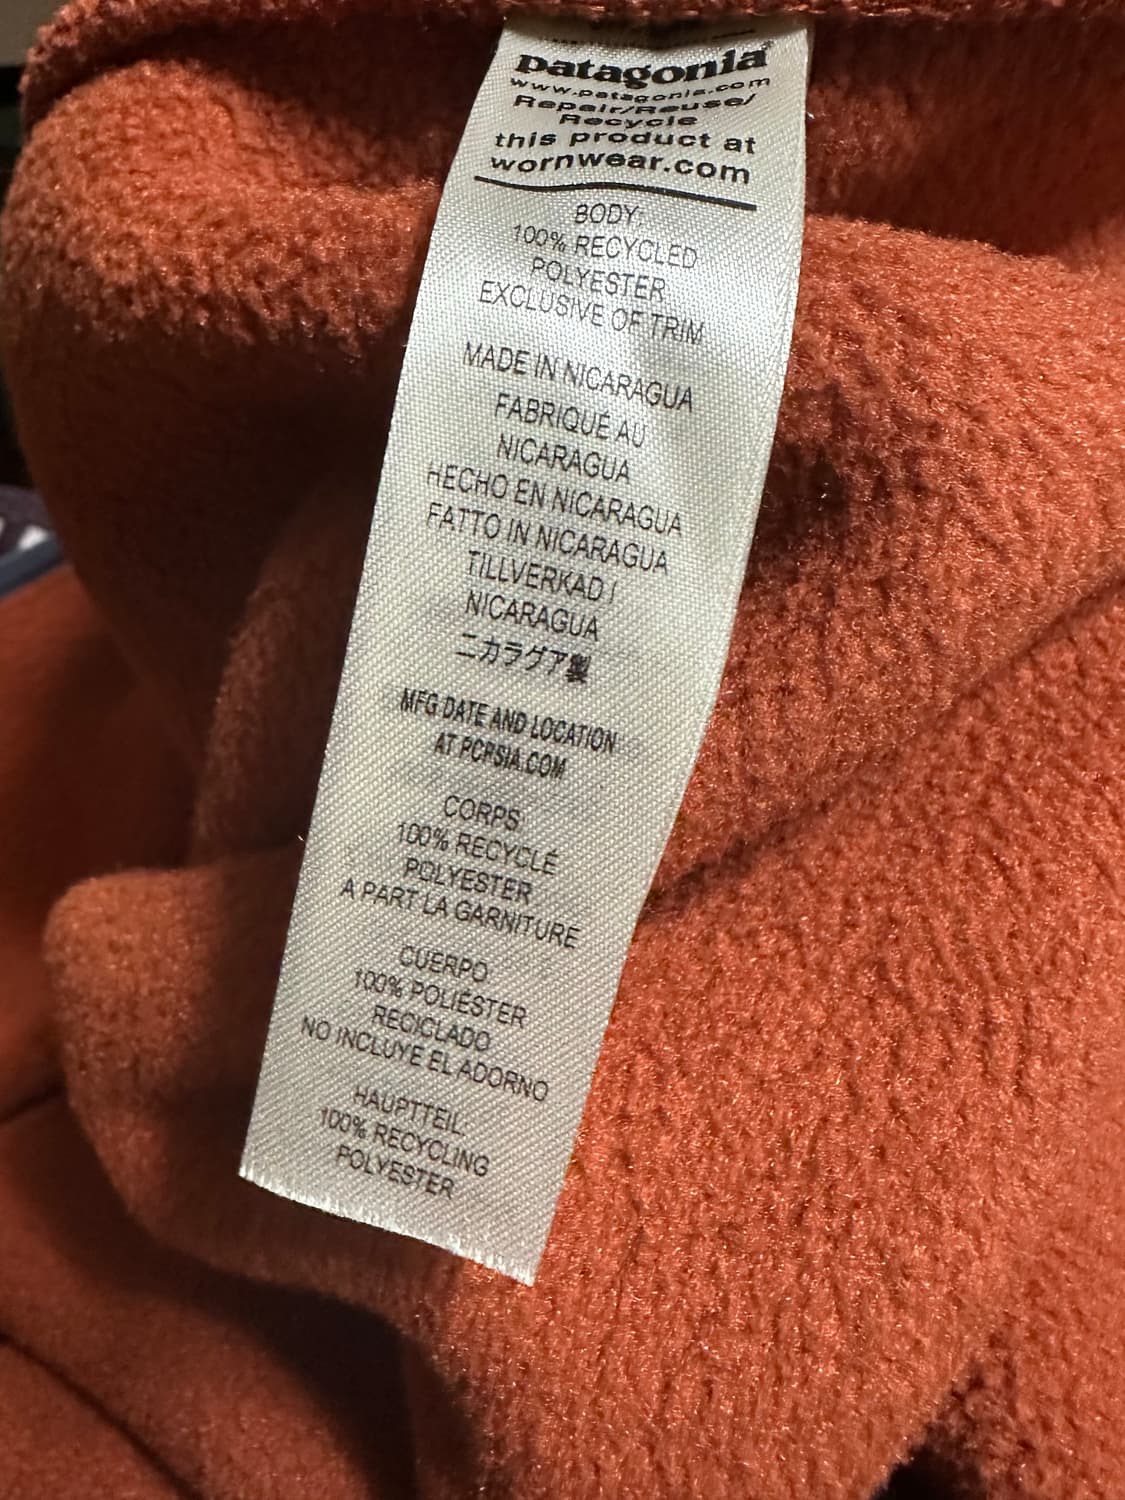 patagonia®
www.patagonia.com
Repair/Reuse/
Recycle
this product at
wornwear.com
BODY:
100% RECYCLED
POLYESTER
EXCLUSIVE OF TRIM
MADE IN NICARAGUA
FABRIQUÉ AU
NICARAGUA
HECHO EN NICARAGUA
FATTO IN NICARAGUA
TILLVERKAD I
NICARAGUA
ニカラグア製
MFG DATE AND LOCATION
AT PCPSIA.COM
CORPS:
100% RECYCLÉ
POLYESTER
À PART LA GARNITURE
CUERPO:
100% POLIÉSTER
RECICLADO
NO INCLUYE EL ADORNO
HAUPTTEIL:
100% RECYCLING
POLYESTER